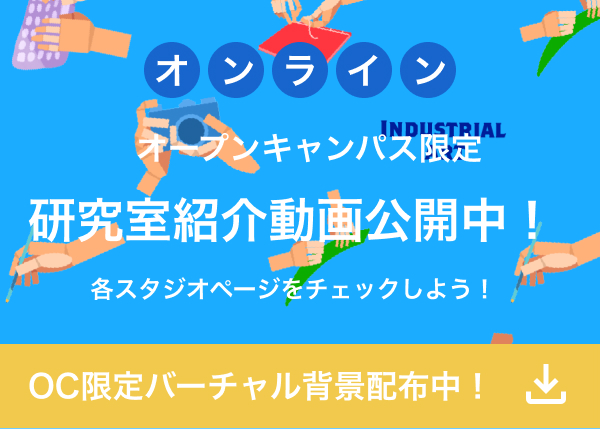 オンライン
INDUSTRIAL
ART
オープンキャンパス限定
研究室紹介動画公開中！
各スタジオページをチェックしよう！
OC限定バーチャル背景配布中！